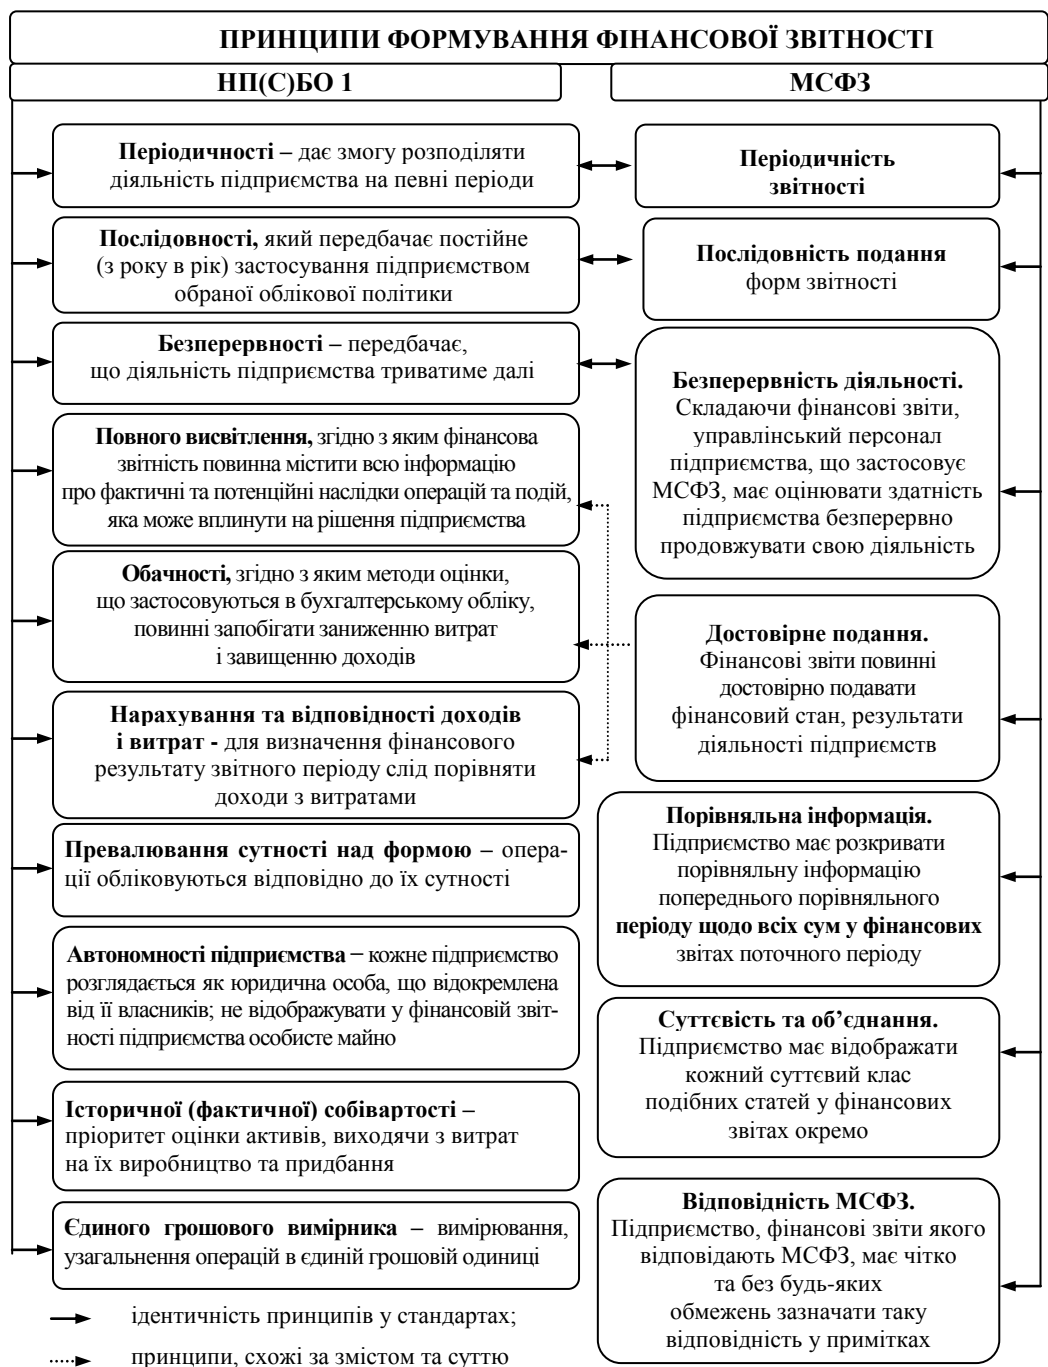 ПРИНЦИПИ ФОРМУВАННЯ ФІНАНСОВОЇ ЗВІТНОСТІ
НП(С)БО 1
Періодичності – дає змогу розподіляти
діяльність підприємства на певні періоди
Послідовності, який передбачає постійне
(з року в рік) застосування підприємством
обраної облікової політики
Безперервності – передбачає,
що діяльність підприємства триватиме далі
Повного висвітлення, згідно з яким фінансова
звітність повинна містити всю інформацію
про фактичні та потенційні наслідки операцій та подій,
яка може вплинути на рішення підприємства
Обачності, згідно з яким методи оцінки,
що застосовуються в бухгалтерському обліку,
повинні запобігати заниженню витрат
і завищенню доходів
Нарахування та відповідності доходів
і витрат - для визначення фінансового
результату звітного періоду слід порівняти
доходи з витратами
Превалювання сутності над формою – опера-
ції обліковуються відповідно до їх сутності
Автономності підприємства – кожне підприємство
розглядається як юридична особа, що відокремлена
від її власників; не відображувати у фінансовій звіт-
ності підприємства особисте майно
Історичної (фактичної) собівартості –
пріоритет оцінки активів, виходячи з витрат
на їх виробництво та придбання
Єдиного грошового вимірника – вимірювання,
узагальнення операцій в єдиній грошовій одиниці
МСФЗ
Періодичність
звітності
Послідовність подання
форм звітності
Безперервність діяльності.
Складаючи фінансові звіти,
управлінський персонал
підприємства, що застосовує
МСФЗ, має оцінювати здатність
підприємства безперервно
продовжувати свою діяльність
Достовірне подання.
Фінансові звіти повинні
достовірно подавати
фінансовий стан, результати
діяльності підприємств
Порівняльна інформація.
Підприємство має розкривати
порівняльну інформацію
попереднього порівняльного
періоду щодо всіх сум у фінансових
звітах поточного періоду
Суттєвість та об’єднання.
Підприємство має відображати
кожний суттєвий клас
подібних статей у фінансових
звітах окремо
Відповідність МСФЗ.
Підприємство, фінансові звіти якого
відповідають МСФЗ, має чітко
та без будь-яких
обмежень зазначати таку
відповідність у примітках
ідентичність принципів у стандартах;
принципи, схожі за змістом та суттю